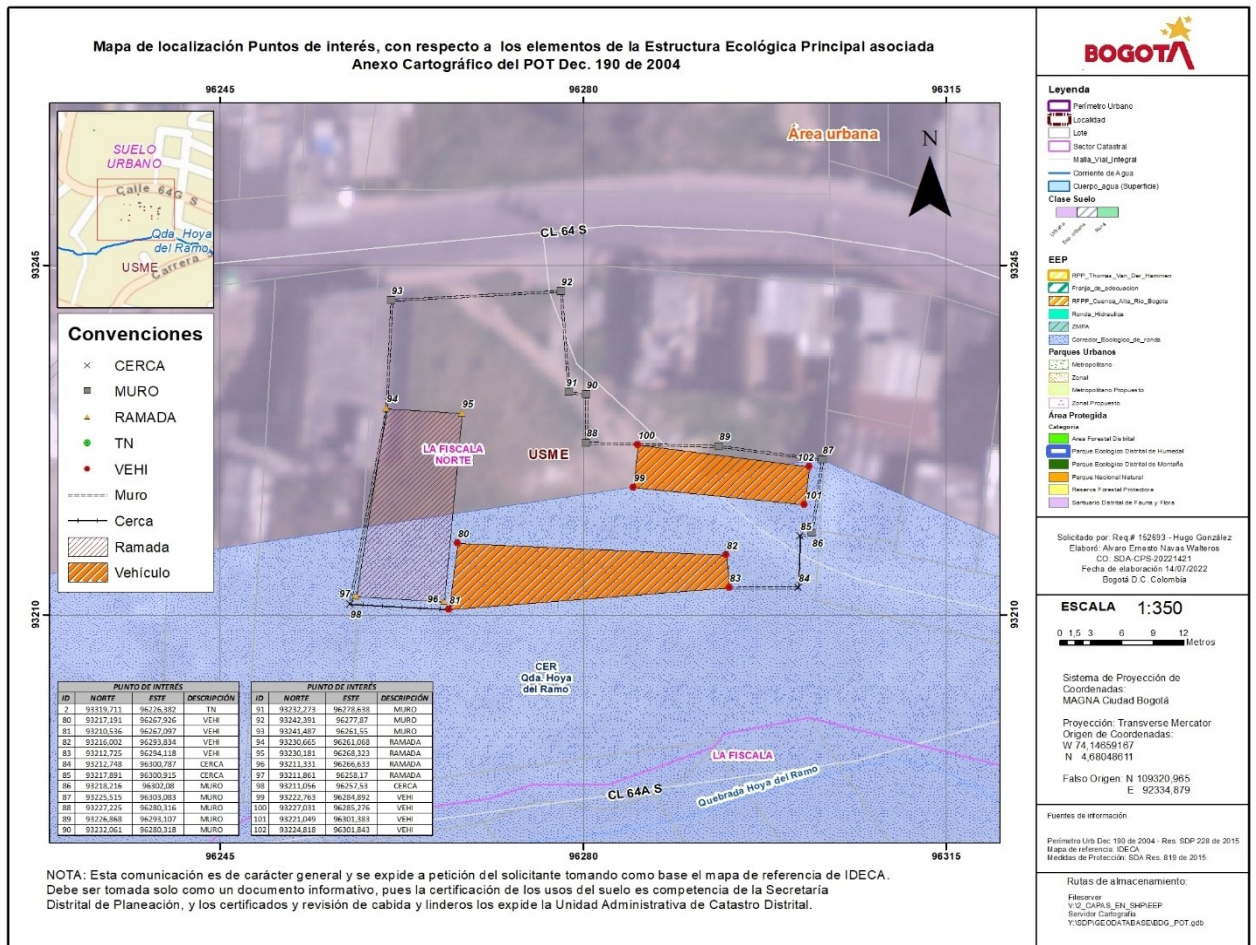 Mapa de localización Puntos de interés, con respecto a los elementos de la Estructura Ecológica Principal asociada
Anexo Cartográfico del POT Dec. 190 de 2004
96245 96280 96315
93245 93245
93210 93210
96245 96280 96315
SUELO
URBANO
Calle 64G S
Qda. Hoya
del Ramo
USME
Carrera
Convenciones
CERCA
MURO
RAMADA
TN
VEHI
Muro
Cerca
Ramada
Vehículo
Área urbana
N
CL 64 S
93
92
91
90
94
95
88
100
89
87
102
LA FISCALA
NORTE
USME
99
101
80
82
85
86
83
84
97
98
96
81
CER
Qda. Hoya
del Ramo
LA FISCALA
CL 64A S
Quebrada Hoya del Ramo
PUNTO DE INTERÉS
ID NORTE ESTE DESCRIPCIÓN
2 93319,711 96226,382 TN
80 93217,191 96267,926 VEHI
81 93210,536 96267,097 VEHI
82 93216,002 96293,834 VEHI
83 93212,725 96294,118 VEHI
84 93212,748 96300,787 CERCA
85 93217,891 96300,915 CERCA
86 93218,216 96302,08 MURO
87 93225,515 96303,083 MURO
88 93227,225 96280,316 MURO
89 93226,868 96293,107 MURO
90 93232,061 96280,318 MURO
PUNTO DE INTERÉS
ID NORTE ESTE DESCRIPCIÓN
91 93232,273 96278,638 MURO
92 93242,391 96277,87 MURO
93 93241,487 96261,55 MURO
94 93230,665 96261,068 RAMADA
95 93230,181 96268,323 RAMADA
96 93211,331 96266,633 RAMADA
97 93211,861 96258,17 RAMADA
98 93211,056 96257,53 CERCA
99 93222,763 96284,892 VEHI
100 93227,031 96285,276 VEHI
101 93221,049 96301,383 VEHI
102 93224,818 96301,843 VEHI
NOTA: Esta comunicación es de carácter general y se expide a petición del solicitante tomando como base el mapa de referencia de IDECA.
Debe ser tomada solo como un documento informativo, pues la certificación de los usos del suelo es competencia de la Secretaría
Distrital de Planeación, y los certificados y revisión de cabida y linderos los expide la Unidad Administrativa de Catastro Distrital.
BOGOTÁ
Leyenda
Perímetro Urbano
Localidad
Lote
Sector Catastral
Malla_Vial_Integral
Corriente de Agua
Cuerpo_agua (Superficie)
Clase Suelo
Urbana
Exp. urbana
Rural
EEP
RPP_Thomas_Van_Der_Hammen
Franja_de_adecuacion
RFPP_Cuenca_Alta_Rio_Bogota
Ronda_Hidraulica
ZMPA
Corredor_Ecologico_de_ronda
Parques Urbanos
Metropolitano
Zonal
Metropolitano Propuesto
Zonal Propuesto
Área Protegida
Categoria
Area Forestal Distrital
Parque Ecologico Distrital de Humedal
Parque Ecologico Distrital de Montaña
Parque Nacional Natural
Reserva Forestal Protectora
Santuario Distrital de Fauna y Flora
Solicitado por: Req.# 152693 - Hugo González
Elaboró: Alvaro Ernesto Navas Walteros
CO: SDA-CPS-20221421
Fecha de elaboración 14/07/2022
Bogotá D.C. Colombia
ESCALA 1:350
0 1,5 3 6 9 12
Metros
Sistema de Proyección de
Coordenadas:
MAGNA Ciudad Bogotá
Proyección: Transverse Mercator
Origen de Coordenadas:
W 74,14659167
N 4,68048611
Falso Origen: N 109320,965
E 92334,879
Fuentes de información
Perímetro Urb Dec 190 de 2004 - Res. SDP 228 de 2015
Mapa de referencia: IDECA
Medidas de Protección: SDA Res. 819 de 2015
Rutas de almacenamiento:
Fileserver
V:\2_CAPAS_EN_SHP\EEP
Servidor Cartografía
Y:\SDP\GEODATABASE\BDG_POT.gdb